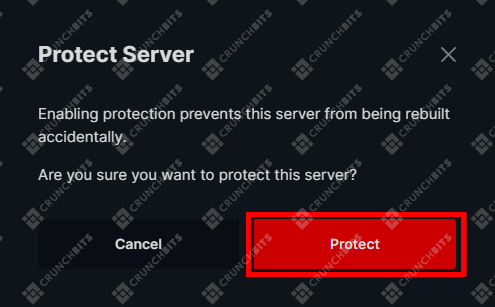 Protect Server
Enabling protection prevents this server from being rebuilt
accidentally.
Are you sure you want to protect this server?
Cancel
Protect
CRUNCHBITS